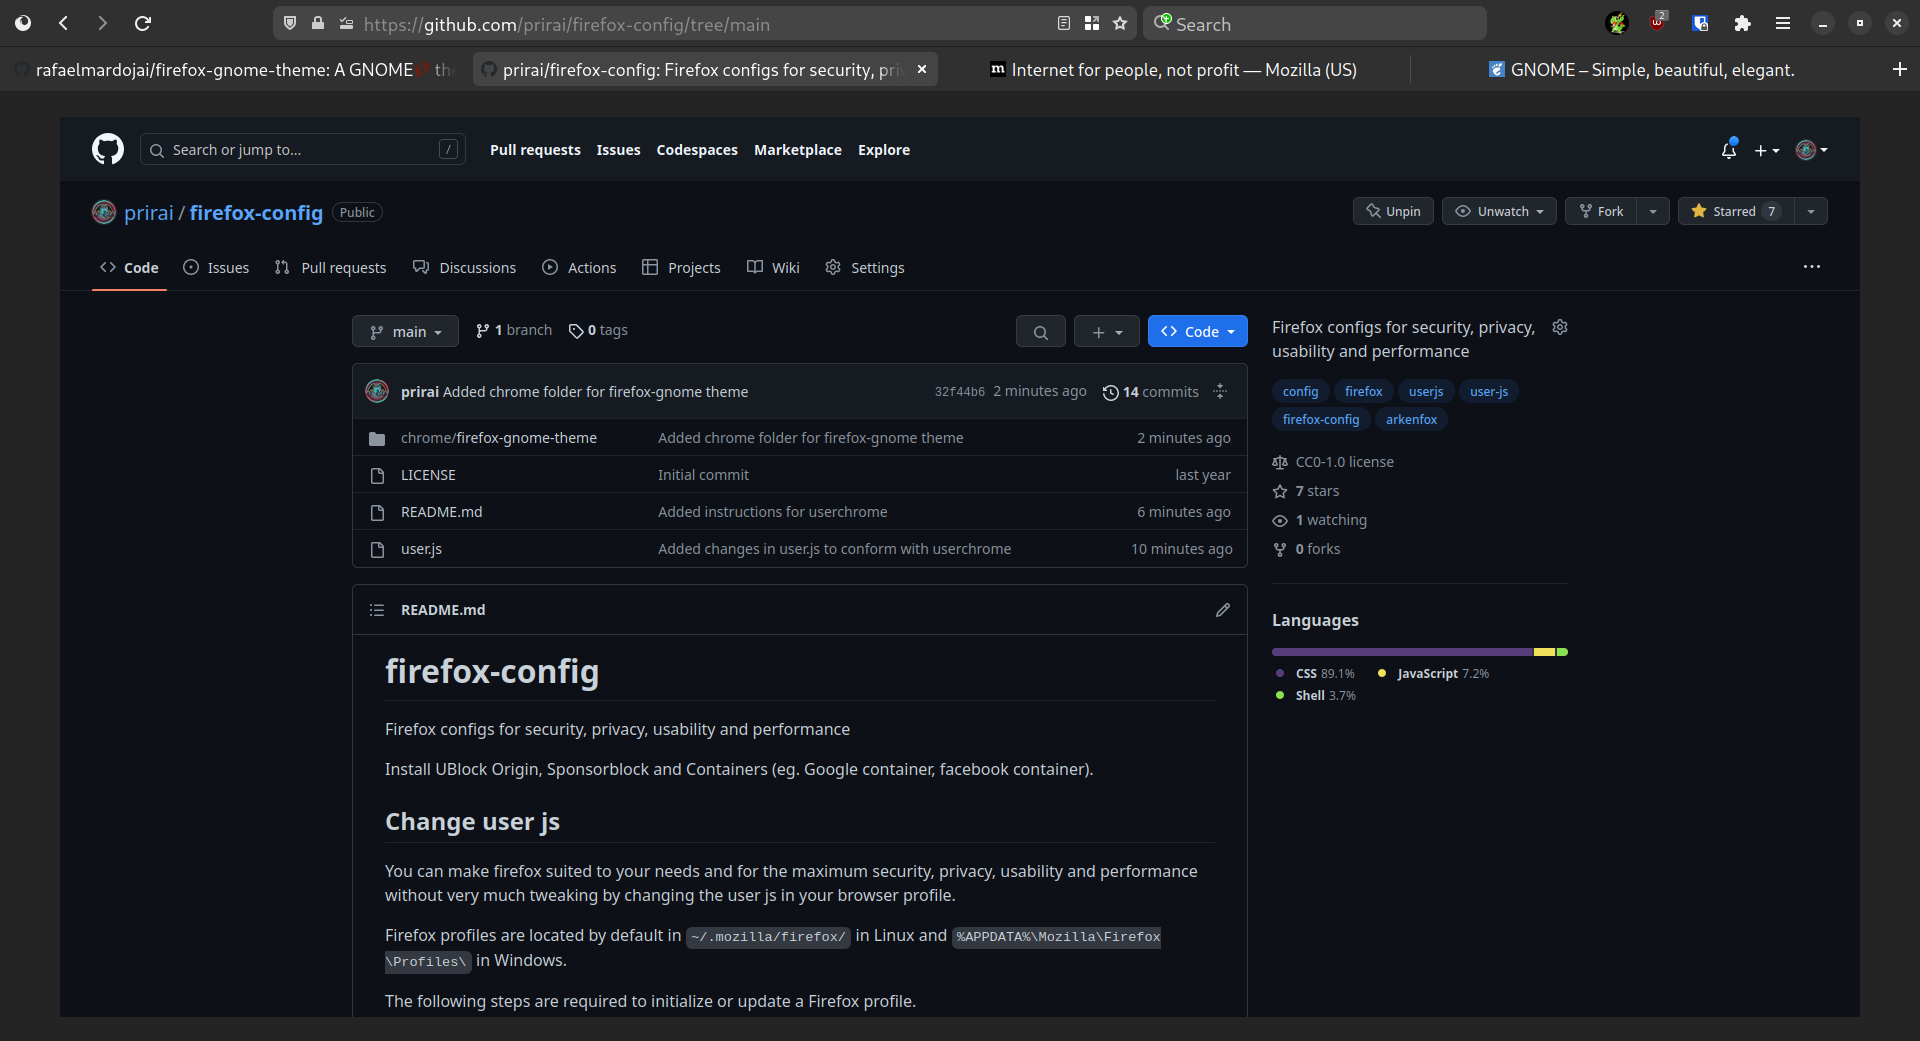 https://github.com/prirai/firefox-config/tree/main
Search
2
rafaelmardojai/firefox-gnome-theme: A GNOME th
prirai/firefox-config: Firefox configs for security, pri
Internet for people, not profit — Mozilla (US)
GNOME – Simple, beautiful, elegant.
Search or jump to... /
Pull requests Issues Codespaces Marketplace Explore
prirai / firefox-config Public
Unpin Unwatch Fork Starred 7
Code Issues Pull requests Discussions Actions Projects Wiki Settings
main 1 branch 0 tags
Code
prirai Added chrome folder for firefox-gnome theme 32f44b6 2 minutes ago 14 commits
chrome/firefox-gnome-theme Added chrome folder for firefox-gnome theme 2 minutes ago
LICENSE Initial commit last year
README.md Added instructions for userchrome 6 minutes ago
user.js Added changes in user.js to conform with userchrome 10 minutes ago
README.md
firefox-config
Firefox configs for security, privacy, usability and performance
Install UBlock Origin, Sponsorblock and Containers (eg. Google container, facebook container).
Change user js
You can make firefox suited to your needs and for the maximum security, privacy, usability and performance
without very much tweaking by changing the user js in your browser profile.
Firefox profiles are located by default in ~/.mozilla/firefox/ in Linux and %APPDATA%\Mozilla\Firefox
\Profiles\ in Windows.
The following steps are required to initialize or update a Firefox profile.
Firefox configs for security, privacy,
usability and performance
config firefox userjs user-js
firefox-config arkenfox
CC0-1.0 license
7 stars
1 watching
0 forks
Languages
CSS 89.1% JavaScript 7.2%
Shell 3.7%